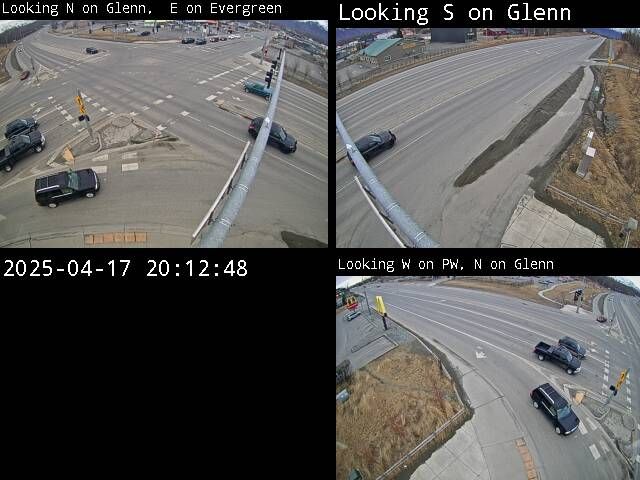 Looking N on Glenn,  E on Evergreen
Looking S on Glenn
2025-04-17 20:12:48
Looking W on PW, N on Glenn